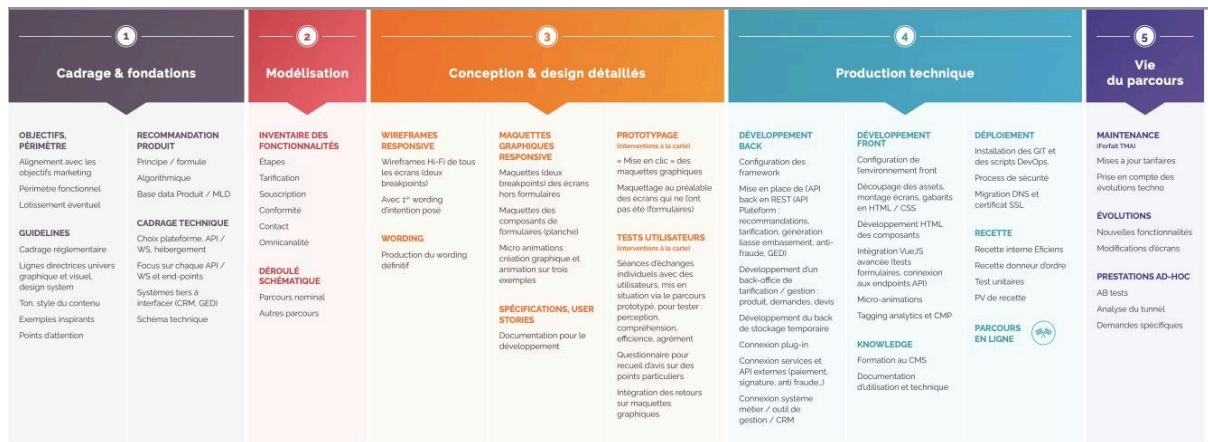 1
Cadrage & fondations
OBJECTIFS,
PÉRIMÈTRE
Alignement avec les
objectifs marketing
Périmètre fonctionnel
Lotissement éventuel
GUIDELINES
Cadrage réglementaire
Lignes directrices univers
graphique et visuel,
design system
Ton, style du contenu
Exemples inspirants
Points d'attention
RECOMMANDATION
PRODUIT
Principe / formule
Algorithmique
Base data Produit / MLD
CADRAGE TECHNIQUE
Choix plateforme, API /
WS, hébergement
Focus sur chaque API /
WS et end-points
Systèmes tiers à
interfacer (CRM, GED)
Schéma technique
2
Modélisation
INVENTAIRE DES
FONCTIONNALITÉS
Étapes
Tarification
Souscription
Conformité
Contact
Omnicanalité
DÉROULÉ
SCHÉMATIQUE
Parcours nominal
Autres parcours
3
Conception & design détaillés
WIREFRAMES
RESPONSIVE
Wireframes Hi-Fi de tous
les écrans (deux
breakpoints)
Avec 1er wording
d'intention posé
WORDING
Production du wording
définitif
MAQUETTES
GRAPHIQUES
RESPONSIVE
Maquettes (deux
breakpoints) des écrans
hors formulaires
Maquettes des
composants de
formulaires (planche)
Micro animations :
création graphique et
animation sur trois
exemples
SPÉCIFICATIONS, USER
STORIES
Documentation pour le
développement
PROTOTYPAGE
(interventions à la carte)
« Mise en clic » des
maquettes graphiques
Maquettage au préalable
des écrans qui ne l'ont
pas été (formulaires)
TESTS UTILISATEURS
(interventions à la carte)
Séances d'échanges
individuels avec des
utilisateurs, mis en
situation via le parcours
prototypé, pour tester :
perception,
compréhension,
efficience, agrément
Questionnaire pour
recueil d'avis sur des
points particuliers
Intégration des retours
sur maquettes
graphiques
4
Production technique
DÉVELOPPEMENT
BACK
Configuration des
framework
Mise en place de l'API
back en REST (API
Plateform :
recommandations,
tarification, génération
liasse embasement, anti-
fraude, GED)
Développement d'un
back-office de
tarification / gestion :
produit, demandes, devis
Développement du back
de stockage temporaire
Connexion plug-in
Connexion services et
API externes (paiement,
signature, anti fraude…)
Connexion système
métier / outil de
gestion / CRM
DÉVELOPPEMENT
FRONT
Configuration de
l'environnement front
Découpage des assets,
montage écrans, gabarits
en HTML / CSS
Développement HTML
des composants
Intégration VueJS
avancée (tests
formulaires, connexion
aux endpoints API)
Micro-animations
Tagging analytics et CMP
KNOWLEDGE
Formation au CMS
Documentation
d'utilisation et technique
DÉPLOIEMENT
Installation des GIT et
des scripts DevOps.
Process de sécurité
Migration DNS et
certificat SSL
RECETTE
Recette interne Eficiens
Recette donneur d'ordre
Test unitaires
PV de recette
PARCOURS
EN LIGNE
5
Vie
du parcours
MAINTENANCE
(Forfait TMA)
Mises à jour tarifaires
Prise en compte des
évolutions techno
ÉVOLUTIONS
Nouvelles fonctionnalités
Modifications d'écrans
PRESTATIONS AD-HOC
AB tests
Analyse du tunnel
Demandes spécifiques